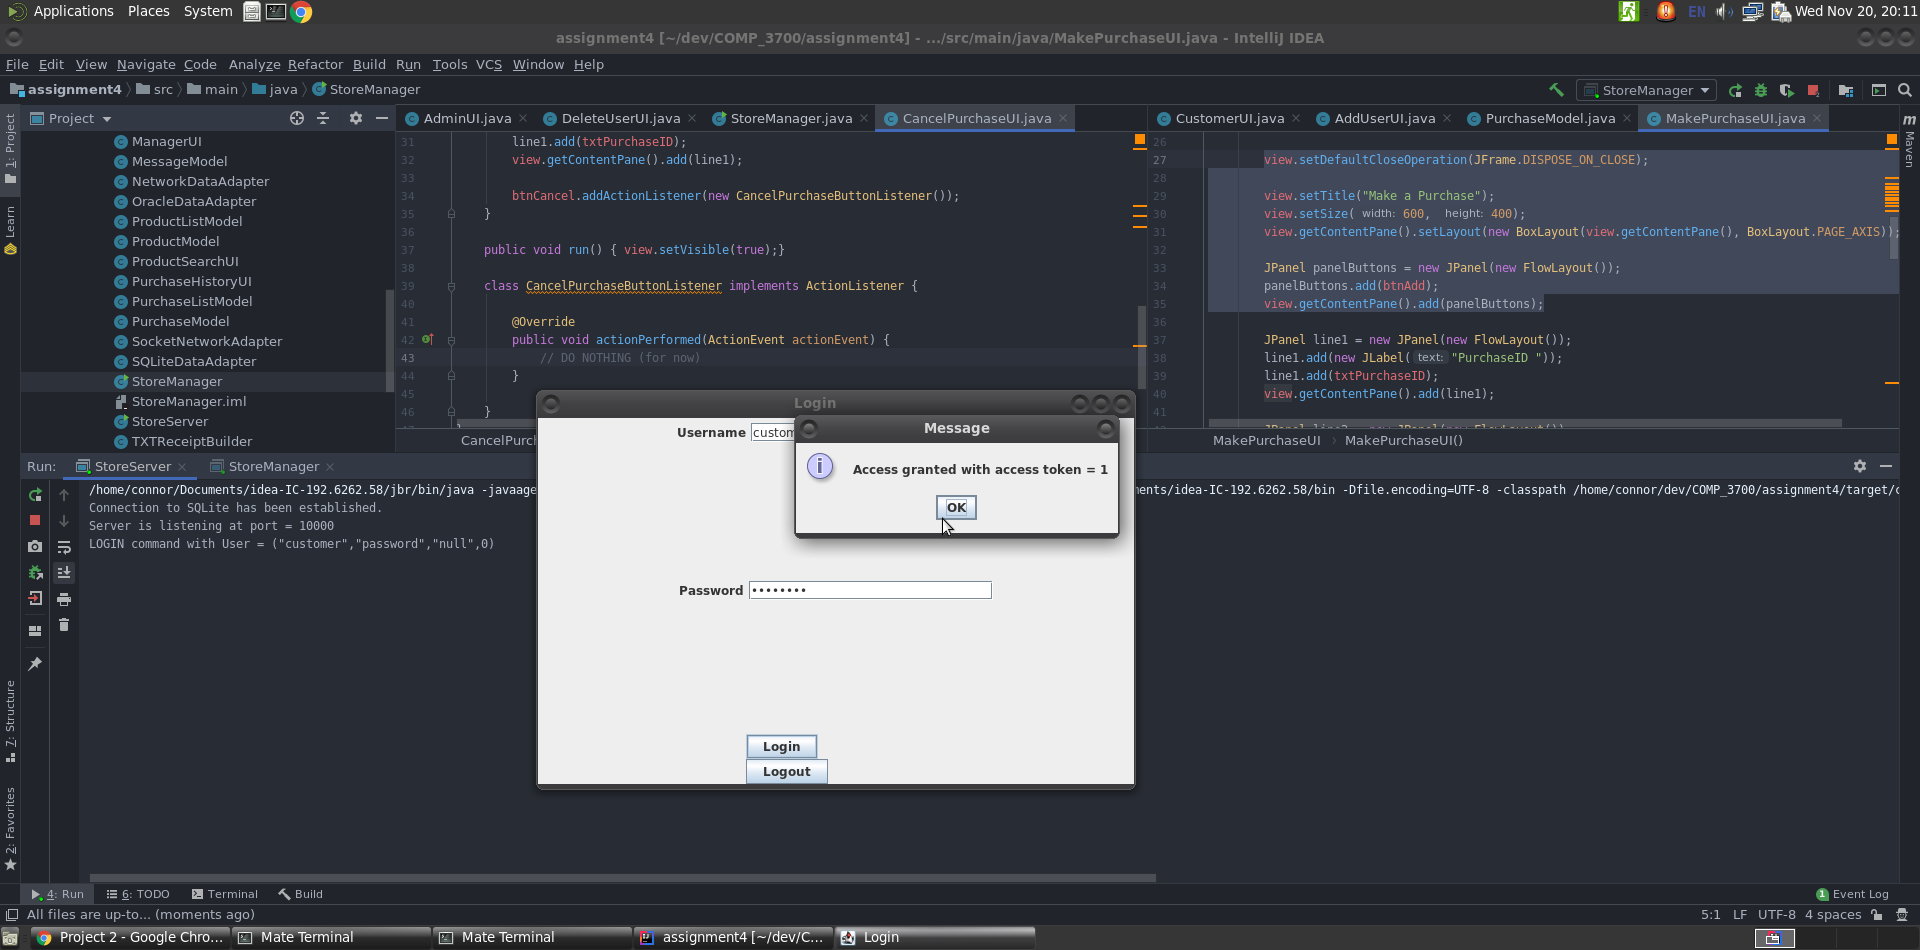 Applications Places System EN Wed Nov 20, 20:11
assignment4 [~/dev/COMP_3700/assignment4] - .../src/main/java/MakePurchaseUI.java - IntelliJ IDEA
File Edit View Navigate Code Analyze Refactor Build Run Tools VCS Window Help
assignment4 src main java StoreManager StoreManager
1: Project
Learn
7: Structure
2: Favorites
Project
ManagerUI
MessageModel
NetworkDataAdapter
OracleDataAdapter
ProductListModel
ProductModel
ProductSearchUI
PurchaseHistoryUI
PurchaseListModel
PurchaseModel
SocketNetworkAdapter
SQLiteDataAdapter
StoreManager
StoreManager.iml
StoreServer
TXTReceiptBuilder
AdminUI.java DeleteUserUI.java StoreManager.java CancelPurchaseUI.java
31 line1.add(txtPurchaseID);
32 view.getContentPane().add(line1);
33
34 btnCancel.addActionListener(new CancelPurchaseButtonListener());
35 }
36
37 public void run() { view.setVisible(true);}
38
39 class CancelPurchaseButtonListener implements ActionListener {
40
41 @Override
42 public void actionPerformed(ActionEvent actionEvent) {
43 // DO NOTHING (for now)
44 }
45
46 }
CancelPurch
CustomerUI.java AddUserUI.java PurchaseModel.java MakePurchaseUI.java
m Maven
26
27 view.setDefaultCloseOperation(JFrame.DISPOSE_ON_CLOSE);
28
29 view.setTitle("Make a Purchase");
30 view.setSize( width: 600, height: 400);
31 view.getContentPane().setLayout(new BoxLayout(view.getContentPane(), BoxLayout.PAGE_AXIS));
32
33 JPanel panelButtons = new JPanel(new FlowLayout());
34 panelButtons.add(btnAdd);
35 view.getContentPane().add(panelButtons);
36
37 JPanel line1 = new JPanel(new FlowLayout());
38 line1.add(new JLabel( text: "PurchaseID "));
39 line1.add(txtPurchaseID);
40 view.getContentPane().add(line1);
41
MakePurchaseUI MakePurchaseUI()
Run: StoreServer StoreManager
/home/connor/Documents/idea-IC-192.6262.58/jbr/bin/java -javaage
ments/idea-IC-192.6262.58/bin -Dfile.encoding=UTF-8 -classpath /home/connor/dev/COMP_3700/assignment4/target/c
Connection to SQLite has been established.
Server is listening at port = 10000
LOGIN command with User = ("customer","password","null",0)
Login
Username custom
Message
i Access granted with access token = 1
OK
Password ••••••••
Login
Logout
4: Run 6: TODO Terminal Build 1 Event Log
All files are up-to... (moments ago) 5:1 LF UTF-8 4 spaces
Project 2 - Google Chro... Mate Terminal Mate Terminal assignment4 [~/dev/C... Login